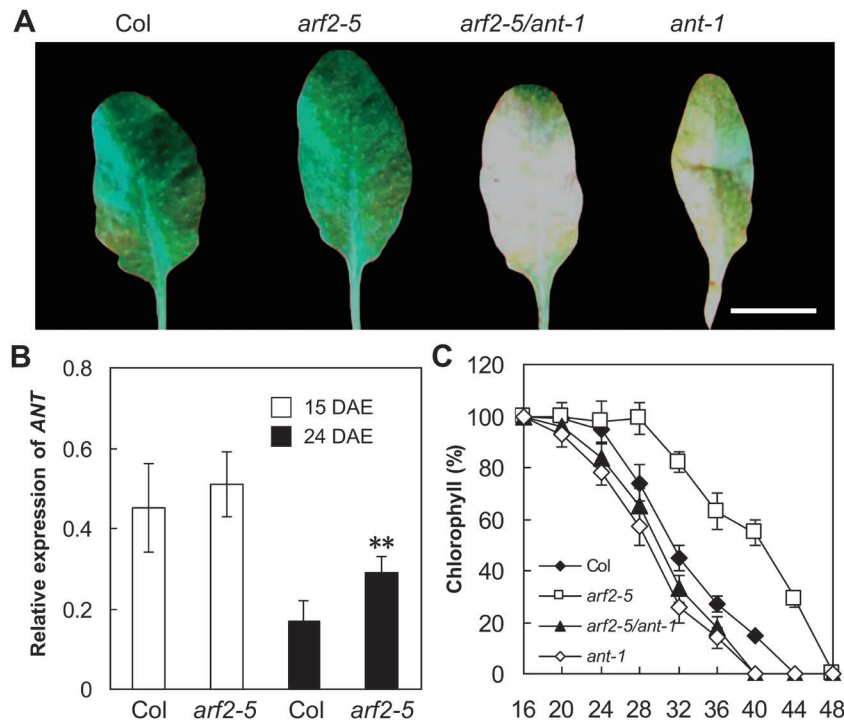 A
Col arf2-5 arf2-5/ant-1 ant-1
B
Relative expression of ANT
0.8
0.6
0.4
0.2
0
15 DAE
24 DAE
**
Col arf2-5 Col arf2-5
C
Chlorophyll (%)
120
100
80
60
40
20
0
Col
arf2-5
arf2-5/ant-1
ant-1
16 20 24 28 32 36 40 44 48